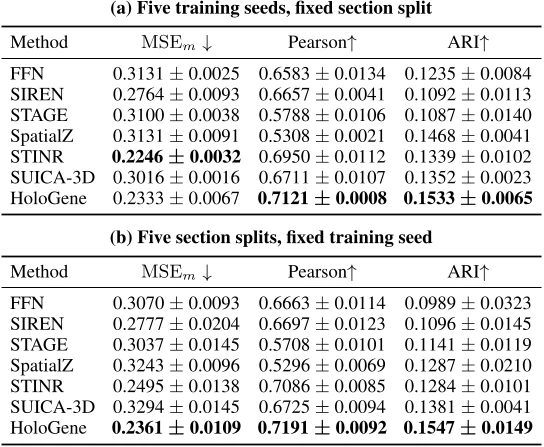 (a) Five training seeds, fixed section split
Method MSEm ↓ Pearson↑ ARI↑
FFN 0.3131 ± 0.0025 0.6583 ± 0.0134 0.1235 ± 0.0084
SIREN 0.2764 ± 0.0093 0.6657 ± 0.0041 0.1092 ± 0.0113
STAGE 0.3100 ± 0.0038 0.5788 ± 0.0106 0.1087 ± 0.0140
SpatialZ 0.3131 ± 0.0091 0.5308 ± 0.0021 0.1468 ± 0.0041
STINR 0.2246 ± 0.0032 0.6950 ± 0.0112 0.1339 ± 0.0102
SUICA-3D 0.3016 ± 0.0016 0.6711 ± 0.0107 0.1352 ± 0.0023
HoloGene 0.2333 ± 0.0067 0.7121 ± 0.0008 0.1533 ± 0.0065
(b) Five section splits, fixed training seed
Method MSEm ↓ Pearson↑ ARI↑
FFN 0.3070 ± 0.0093 0.6663 ± 0.0114 0.0989 ± 0.0323
SIREN 0.2777 ± 0.0204 0.6697 ± 0.0123 0.1096 ± 0.0145
STAGE 0.3037 ± 0.0145 0.5708 ± 0.0101 0.1141 ± 0.0119
SpatialZ 0.3243 ± 0.0096 0.5296 ± 0.0069 0.1287 ± 0.0210
STINR 0.2495 ± 0.0138 0.7086 ± 0.0085 0.1284 ± 0.0101
SUICA-3D 0.3294 ± 0.0145 0.6725 ± 0.0094 0.1381 ± 0.0041
HoloGene 0.2361 ± 0.0109 0.7191 ± 0.0092 0.1547 ± 0.0149